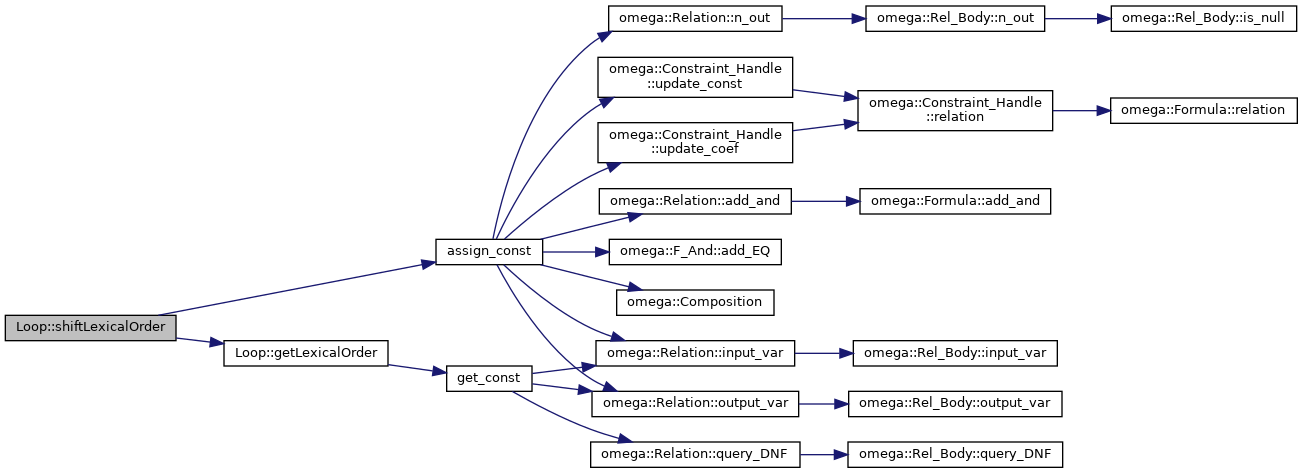 omega::Relation::n_out
omega::Rel_Body::n_out
omega::Rel_Body::is_null
omega::Constraint_Handle
::update_const
omega::Constraint_Handle
::relation
omega::Formula::relation
omega::Constraint_Handle
::update_coef
omega::Relation::add_and
omega::Formula::add_and
assign_const
omega::F_And::add_EQ
omega::Composition
Loop::shiftLexicalOrder
Loop::getLexicalOrder
omega::Relation::input_var
omega::Rel_Body::input_var
get_const
omega::Relation::output_var
omega::Rel_Body::output_var
omega::Relation::query_DNF
omega::Rel_Body::query_DNF